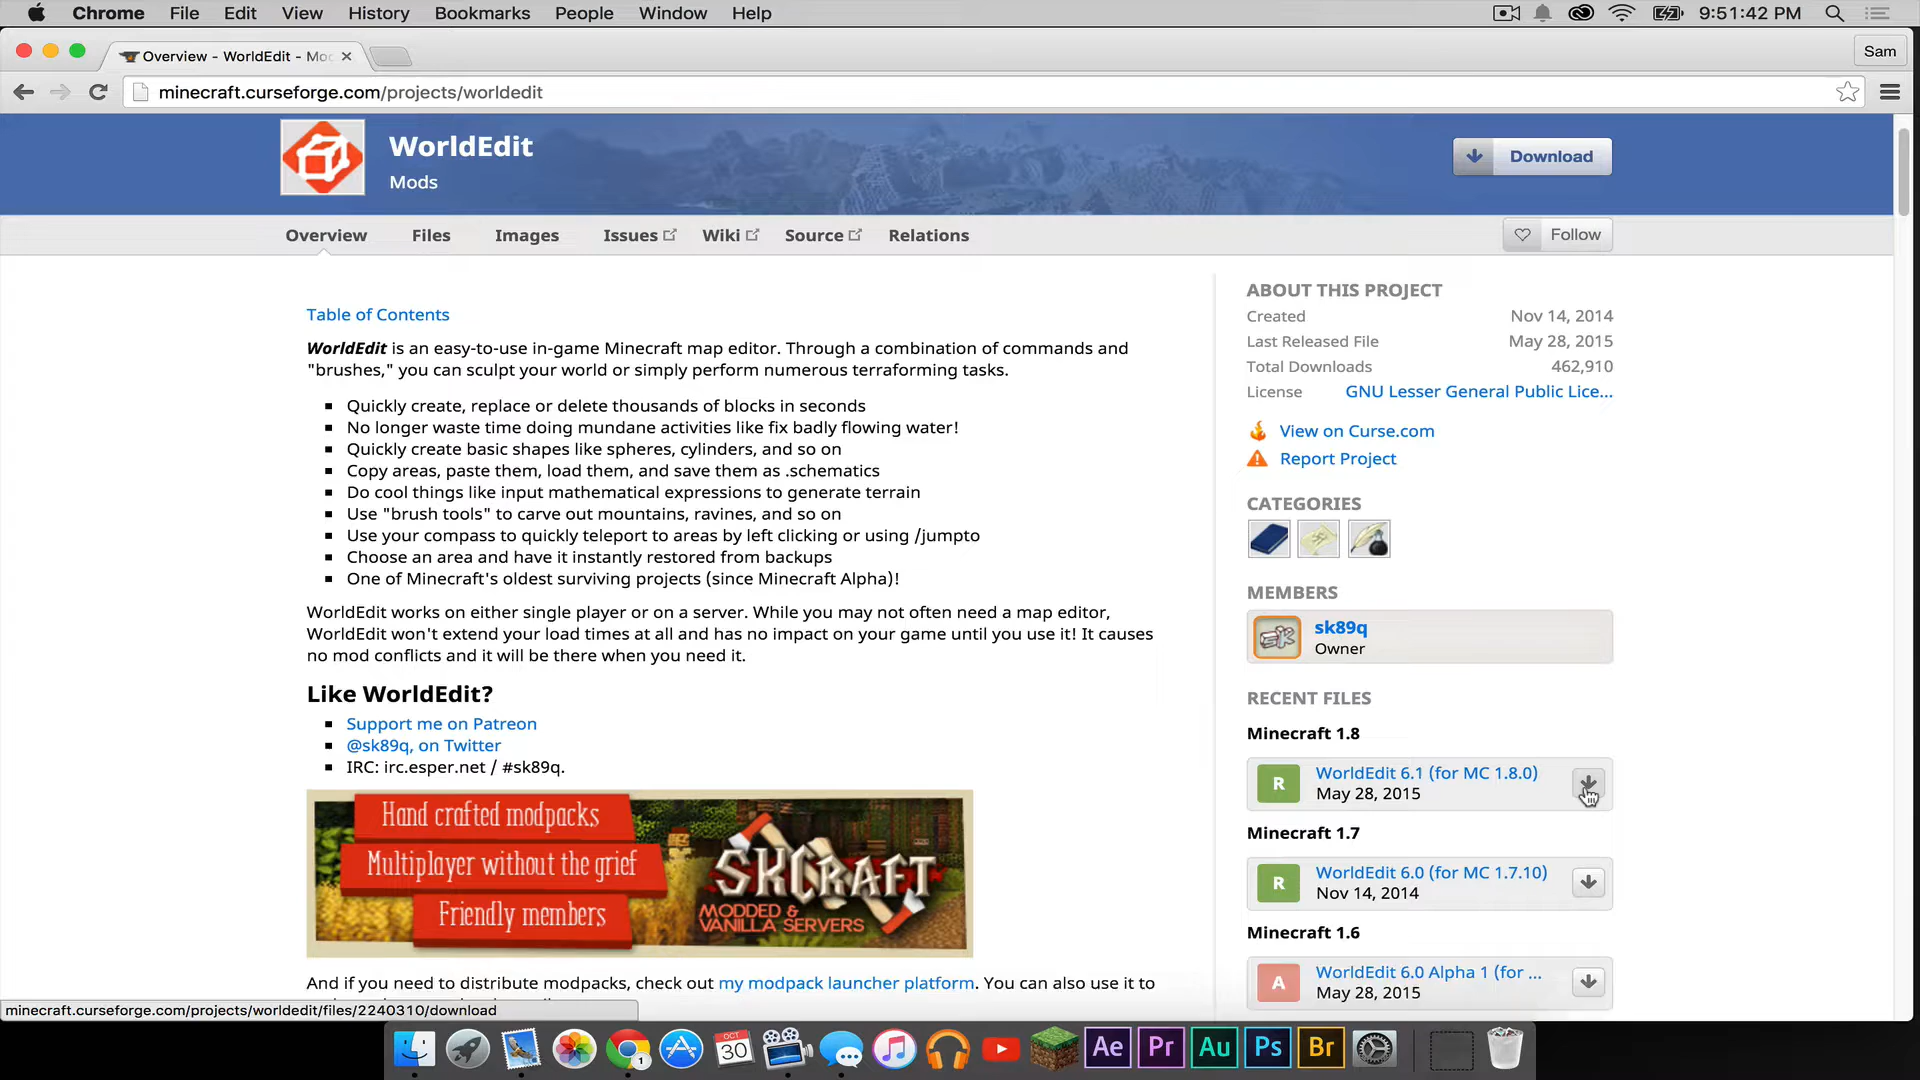 Chrome File Edit View History Bookmarks People Window Help 9:51:42 PM
Overview - WorldEdit - Mo Sam
minecraft.curseforge.com/projects/worldedit
WorldEdit
Mods
Download
Overview Files Images Issues Wiki Source Relations Follow
Table of Contents
WorldEdit is an easy-to-use in-game Minecraft map editor. Through a combination of commands and
"brushes," you can sculpt your world or simply perform numerous terraforming tasks.
Quickly create, replace or delete thousands of blocks in seconds
No longer waste time doing mundane activities like fix badly flowing water!
Quickly create basic shapes like spheres, cylinders, and so on
Copy areas, paste them, load them, and save them as .schematics
Do cool things like input mathematical expressions to generate terrain
Use "brush tools" to carve out mountains, ravines, and so on
Use your compass to quickly teleport to areas by left clicking or using /jumpto
Choose an area and have it instantly restored from backups
One of Minecraft's oldest surviving projects (since Minecraft Alpha)!
WorldEdit works on either single player or on a server. While you may not often need a map editor,
WorldEdit won't extend your load times at all and has no impact on your game until you use it! It causes
no mod conflicts and it will be there when you need it.
Like WorldEdit?
Support me on Patreon
@sk89q, on Twitter
IRC: irc.esper.net / #sk89q.
Hand crafted modpacks
Multiplayer without the grief
Friendly members
SKCRAFT
MODDED &
VANILLA SERVERS
And if you need to distribute modpacks, check out my modpack launcher platform. You can also use it to
ABOUT THIS PROJECT
Created Nov 14, 2014
Last Released File May 28, 2015
Total Downloads 462,910
License GNU Lesser General Public Lice...
View on Curse.com
Report Project
CATEGORIES
MEMBERS
sk89q
Owner
RECENT FILES
Minecraft 1.8
R WorldEdit 6.1 (for MC 1.8.0)
May 28, 2015
Minecraft 1.7
R WorldEdit 6.0 (for MC 1.7.10)
Nov 14, 2014
Minecraft 1.6
A WorldEdit 6.0 Alpha 1 (for ...
May 28, 2015
minecraft.curseforge.com/projects/worldedit/files/2240310/download
OCT
30
1
Ae Pr Au Ps Br